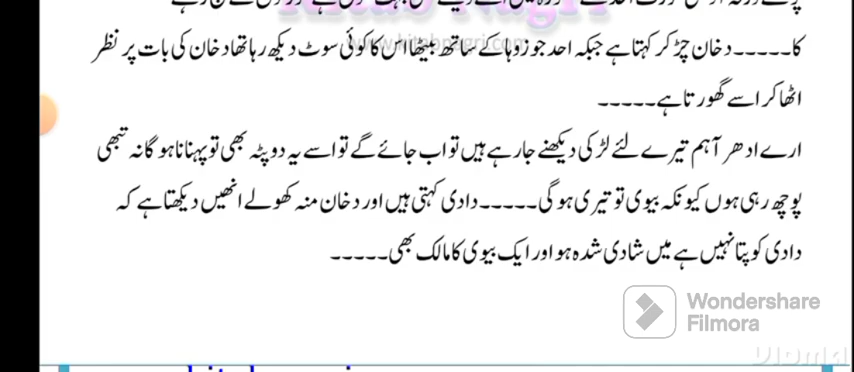 کا۔۔۔۔۔ دخان چڑ کر کہتا ہے جبکہ احد جو زوہا کے ساتھ بیٹھا اس کا کوئی سوٹ دیکھ رہا تھا دخان کی بات پر نظر
اٹھا کر اسے گھورتا ہے۔۔۔۔۔
ارے ادھر آ ہم تیرے لئے لڑکی دیکھنے جا رہے ہیں تو اب جائے گے تو اسے یہ دوپٹہ بھی تو پہنانا ہو گا نہ تبھی
پوچھ رہی ہوں کیونکہ بیوی تو تیری ہو گی۔۔۔۔۔ دادی کہتی ہیں اور دخان منہ کھولے انھیں دیکھتا ہے کہ
دادی کو پتا نہیں ہے میں شادی شدہ ہو اور ایک بیوی کا مالک بھی۔۔۔۔۔
Wondershare
Filmora